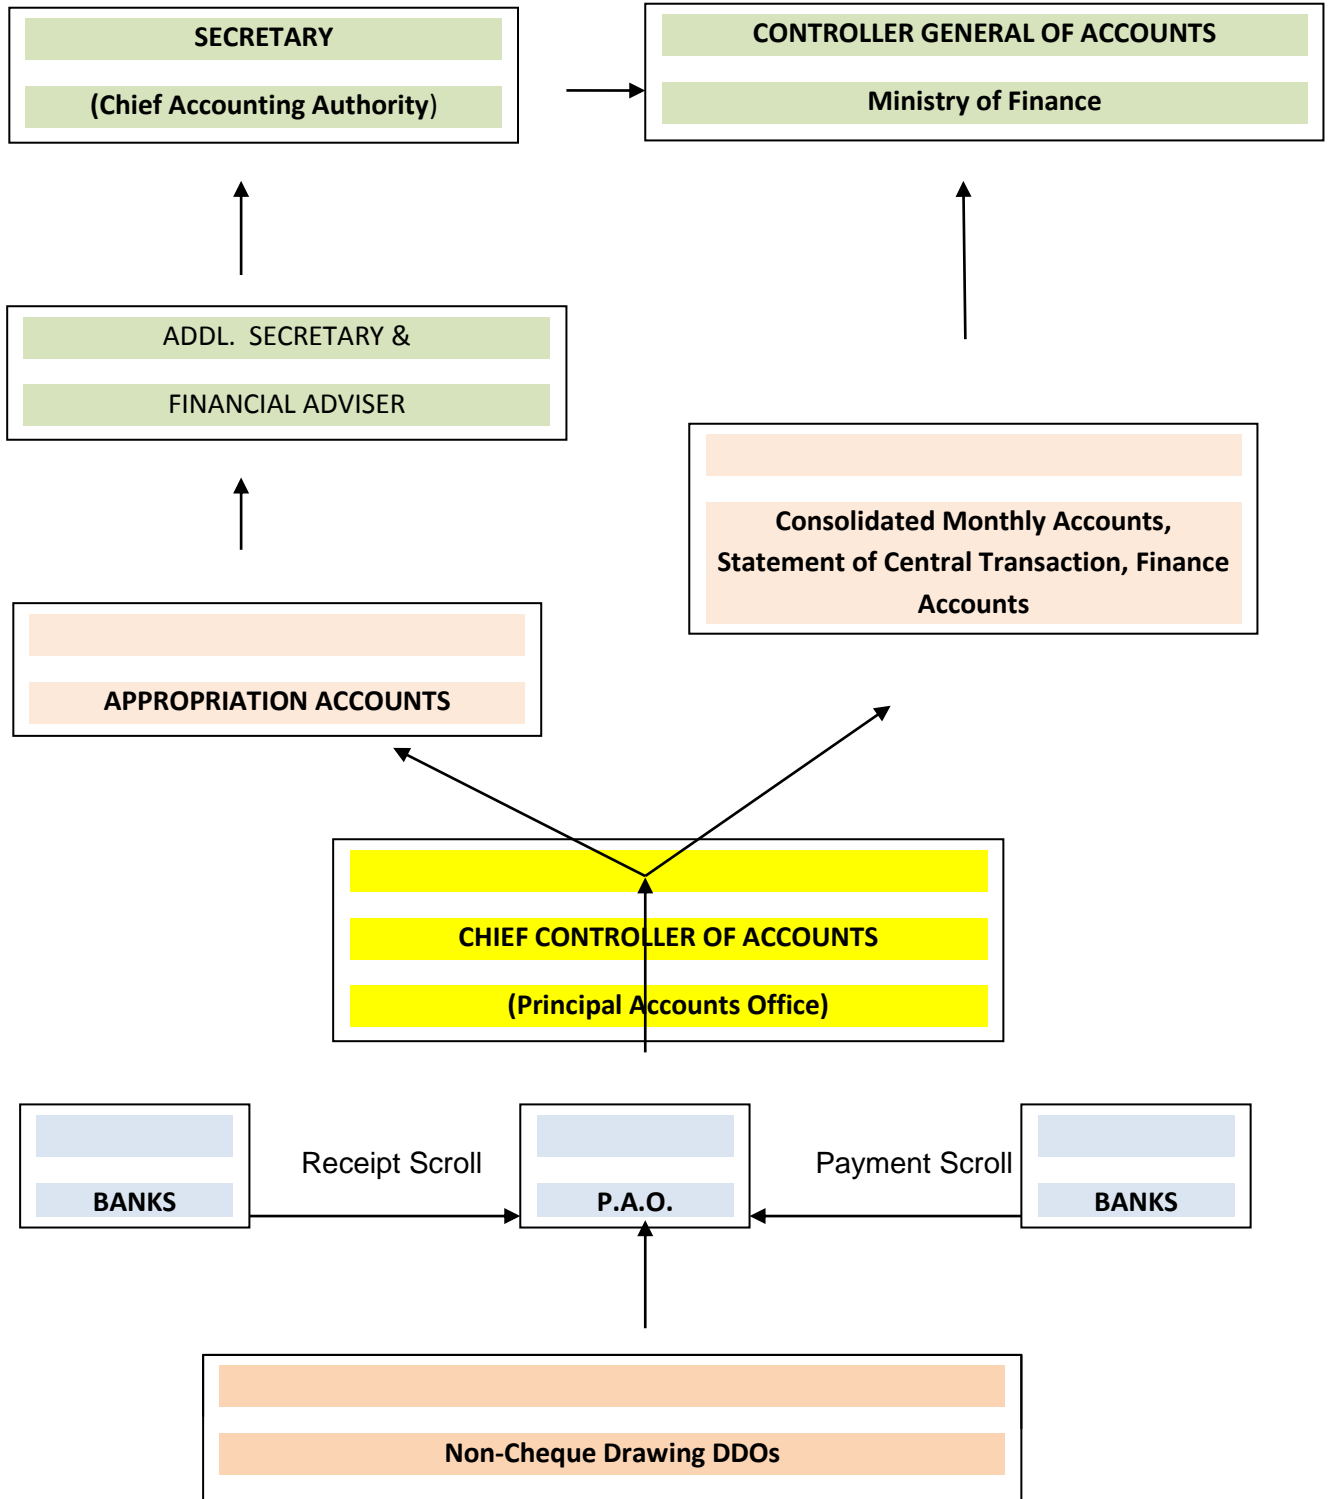 SECRETARY
(Chief Accounting Authority)
CONTROLLER GENERAL OF ACCOUNTS
Ministry of Finance
ADDL.  SECRETARY &
FINANCIAL ADVISER
Consolidated Monthly Accounts,
Statement of Central Transaction, Finance
Accounts
APPROPRIATION ACCOUNTS
CHIEF CONTROLLER OF ACCOUNTS
(Principal Accounts Office)
BANKS
Receipt Scroll
P.A.O.
Payment Scroll
BANKS
Non-Cheque Drawing DDOs